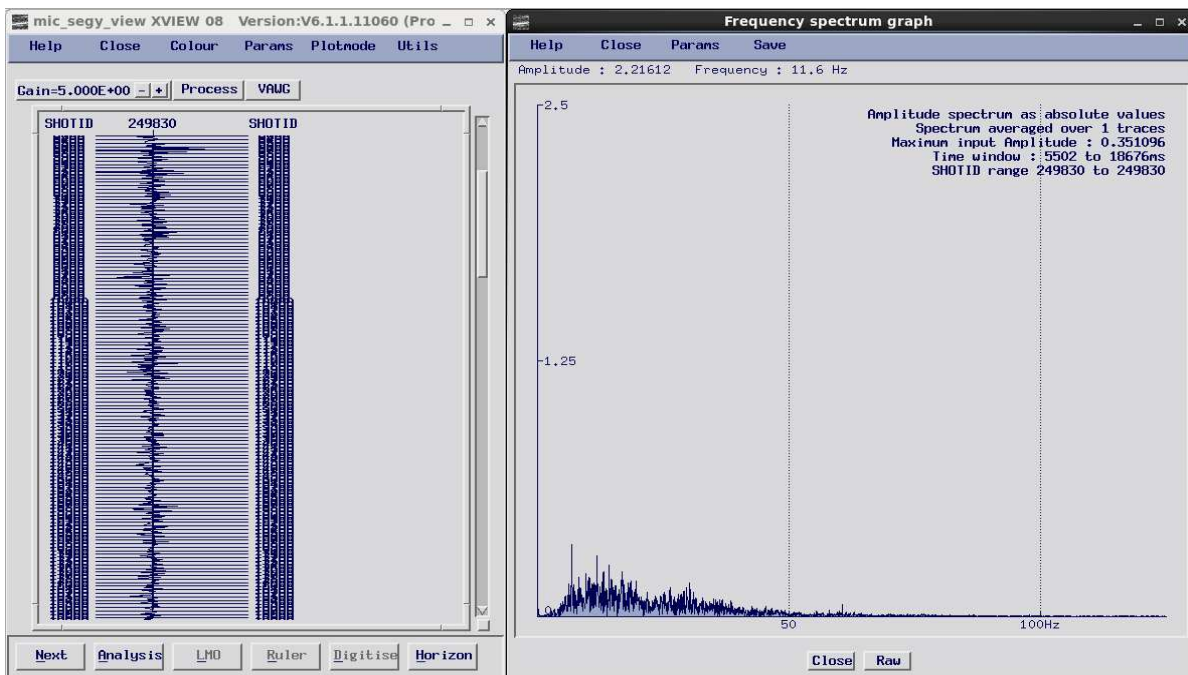 mic_segy_view XVIEW 08 Version:V6.1.1.11060 (Pro
Help Close Colour Params Plotmode Utils
Gain=5.000E+00 - + Process VAWG
SHOTID 249830 SHOTID
Next Analysis LMO Ruler Digitise Horizon
Frequency spectrum graph
Help Close Params Save
Amplitude : 2.21612 Frequency : 11.6 Hz
2.5
Amplitude spectrum as absolute values
Spectrum averaged over 1 traces
Maximum input Amplitude : 0.351096
Time window : 5502 to 18676ms
SHOTID range 249830 to 249830
1.25
0
50 100Hz
Close Raw